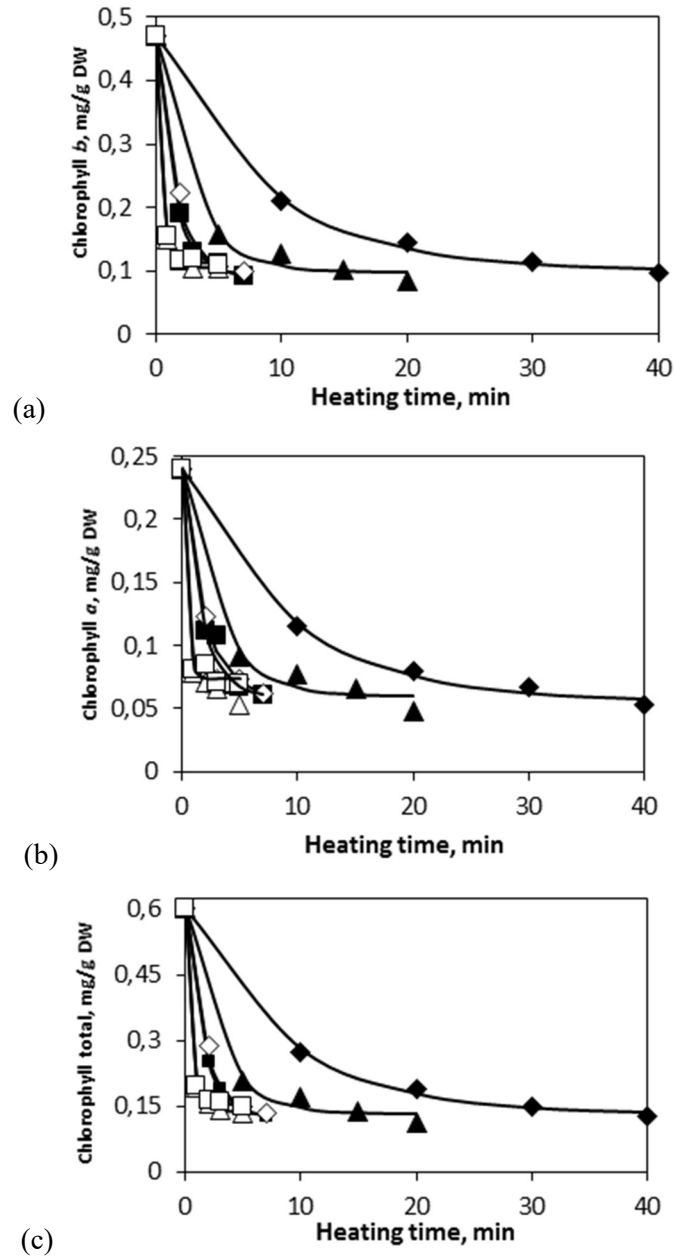 Chlorophyll b, mg/g DW
0,5
0,4
0,3
0,2
0,1
0
0 10 20 30 40
Heating time, min
(a)
Chlorophyll a, mg/g DW
0,25
0,2
0,15
0,1
0,05
0
0 10 20 30 40
Heating time, min
(b)
Chlorophyll total, mg/g DW
0,6
0,45
0,3
0,15
0
0 10 20 30 40
Heating time, min
(c)